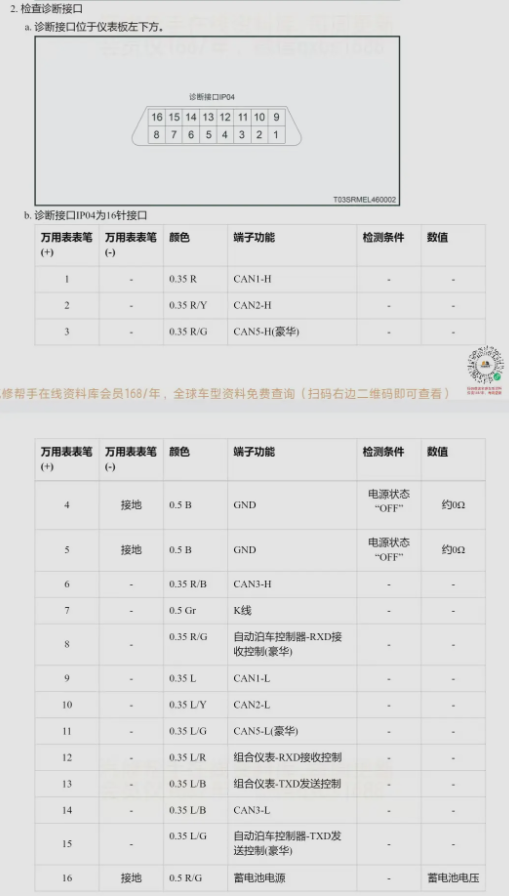 2. 检查诊断接口
a. 诊断接口位于仪表板左下方。
诊断接口IP04
16 15 14 13 12 11 10 9
8 7 6 5 4 3 2 1
T03SRMEL460002
b. 诊断接口IP04为16针接口
万用表表笔(+) 万用表表笔(-) 颜色 端子功能 检测条件 数值
1 - 0.35 R CAN1-H - -
2 - 0.35 R/Y CAN2-H - -
3 - 0.35 R/G CAN5-H(豪华) - -
修帮手在线资料库会员168/年，全球车型资料免费查询（扫码右边二维码即可查看）
万用表表笔(+) 万用表表笔(-) 颜色 端子功能 检测条件 数值
4 接地 0.5 B GND 电源状态“OFF” 约0Ω
5 接地 0.5 B GND 电源状态“OFF” 约0Ω
6 - 0.35 R/B CAN3-H - -
7 - 0.5 Gr K线 - -
8 - 0.35 R/G 自动泊车控制器-RXD接收控制(豪华) - -
9 - 0.35 L CAN1-L - -
10 - 0.35 L/Y CAN2-L - -
11 - 0.35 L/G CAN5-L(豪华) - -
12 - 0.35 L/R 组合仪表-RXD接收控制 - -
13 - 0.35 L/B 组合仪表-TXD发送控制 - -
14 - 0.35 L/B CAN3-L - -
15 - 0.35 L/G 自动泊车控制器-TXD发送控制(豪华) - -
16 接地 0.5 R/G 蓄电池电源 - 蓄电池电压